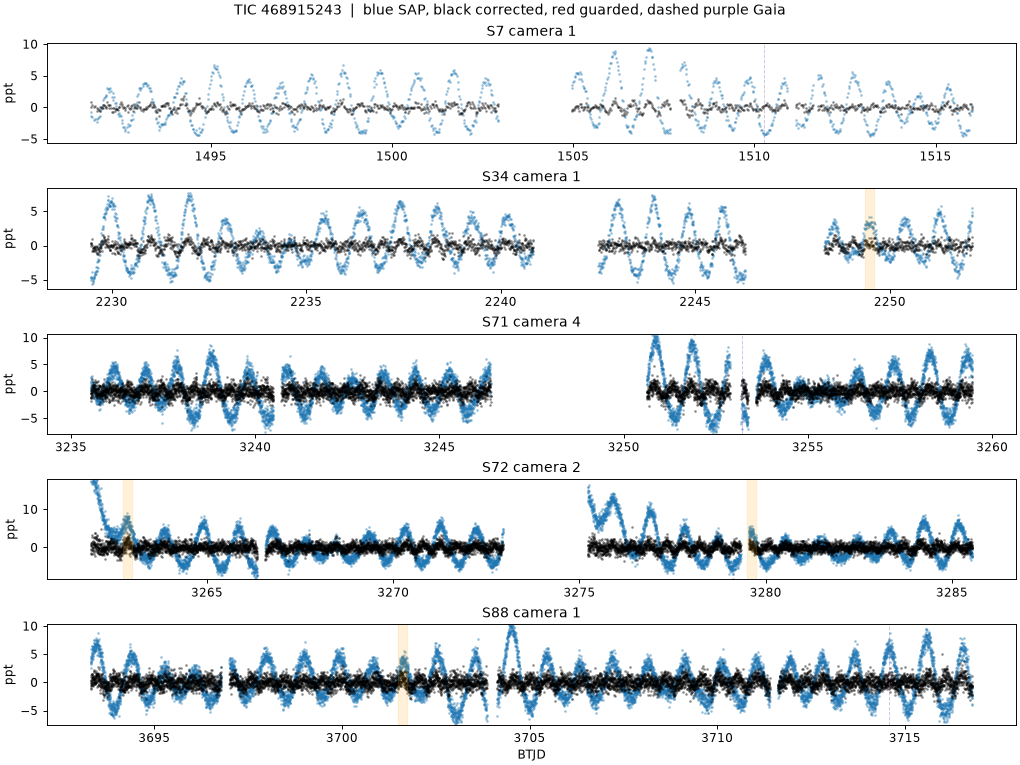 TIC 468915243 | blue SAP, black corrected, red guarded, dashed purple Gaia
S7 camera 1
ppt
10
5
0
−5
1495 1500 1505 1510 1515
S34 camera 1
ppt
5
0
−5
2230 2235 2240 2245 2250
S71 camera 4
ppt
10
5
0
−5
3235 3240 3245 3250 3255 3260
S72 camera 2
ppt
10
0
3265 3270 3275 3280 3285
S88 camera 1
ppt
10
5
0
−5
3695 3700 3705 3710 3715
BTJD